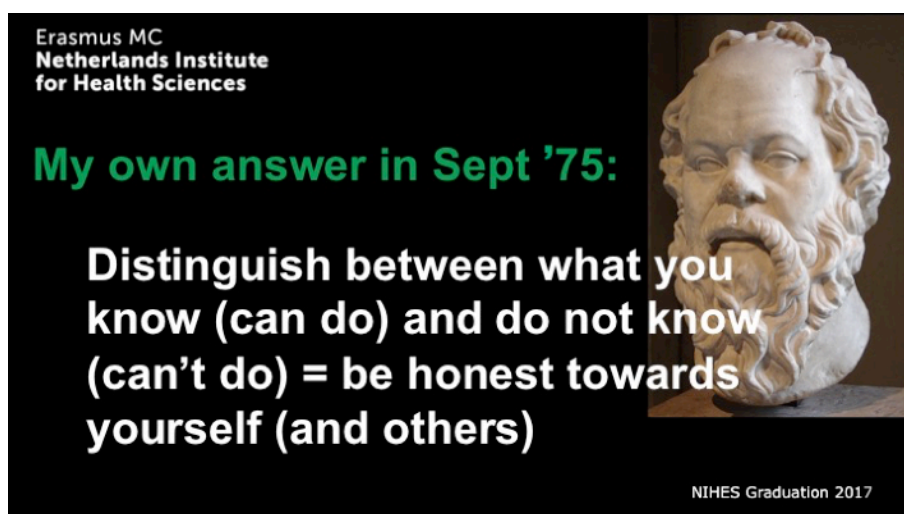 Erasmus MC
Netherlands Institute
for Health Sciences
My own answer in Sept ’75:
Distinguish between what you
know (can do) and do not know
(can’t do) = be honest towards
yourself (and others)
NIHES Graduation 2017